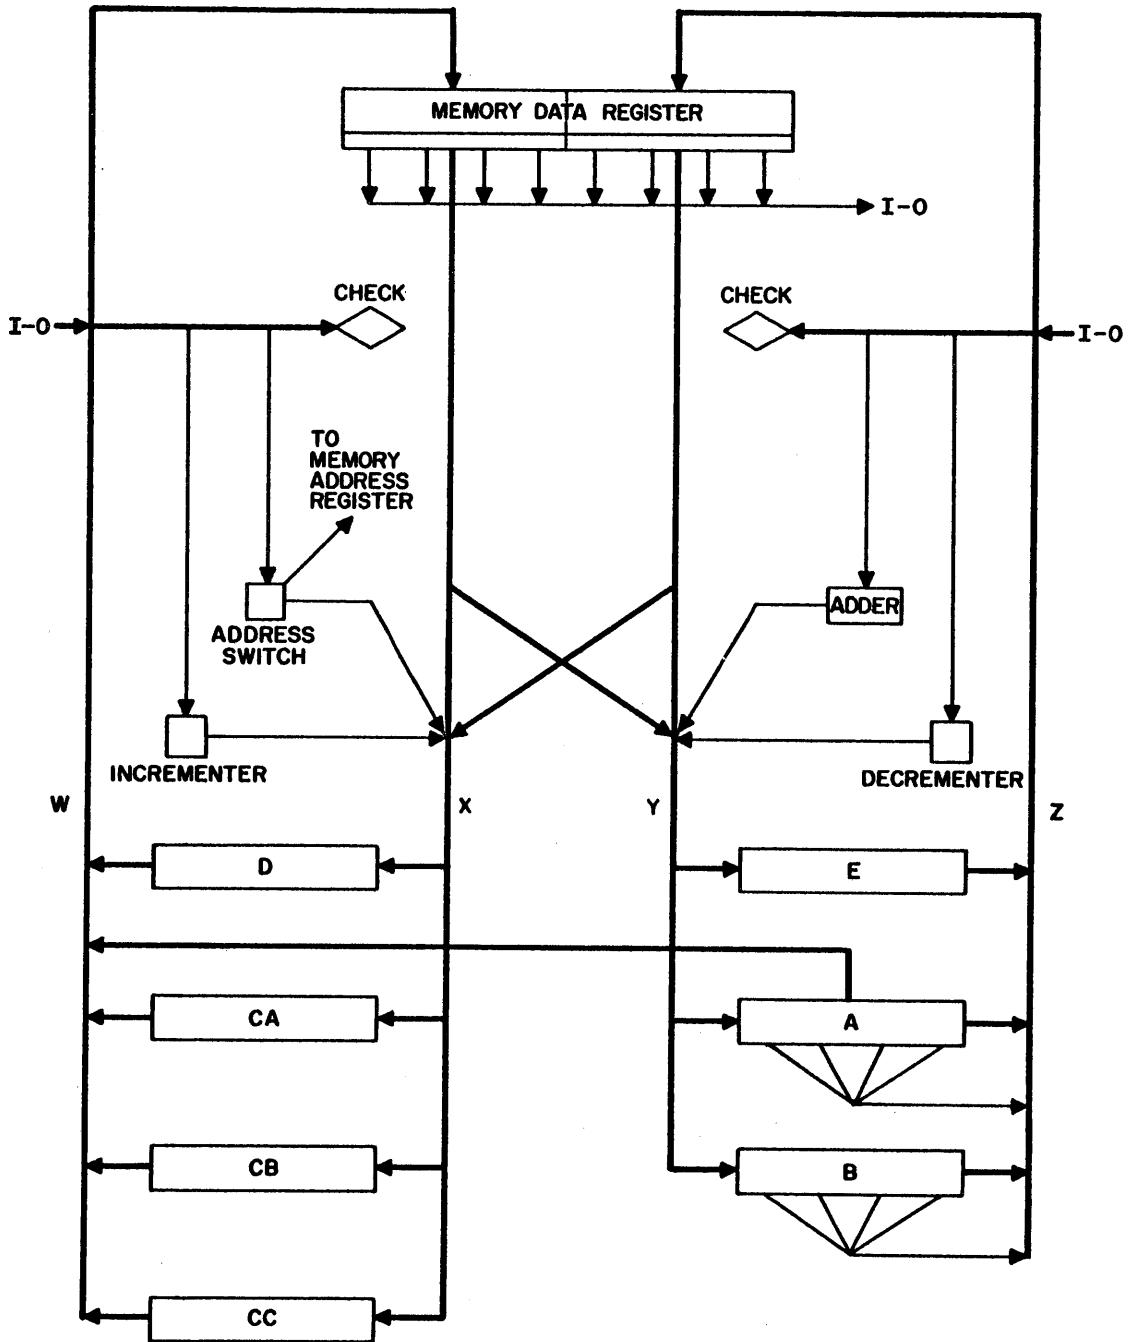 MEMORY DATA REGISTER
I-O
CHECK
CHECK
I-O
I-O
TO
MEMORY
ADDRESS
REGISTER
ADDER
ADDRESS
SWITCH
INCREMENTER
DECREMENTER
W
X
Y
Z
D
E
CA
A
CB
B
CC